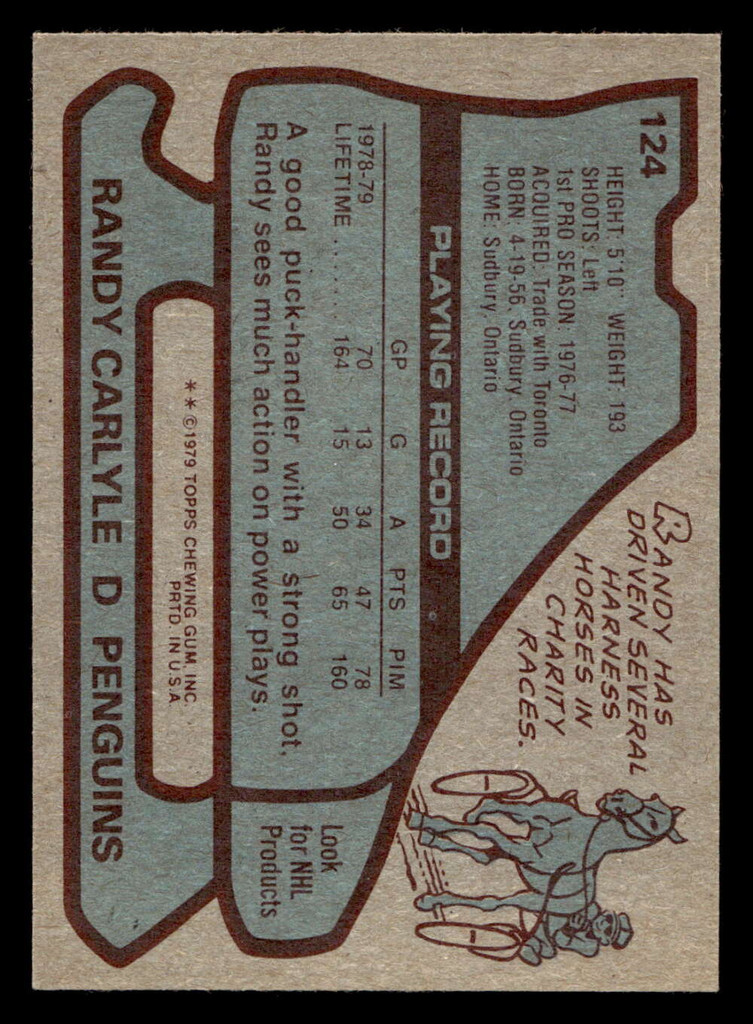 124
HEIGHT: 5'10" WEIGHT: 193
SHOOTS: Left
1st PRO SEASON: 1976-77
ACQUIRED: Trade with Toronto
BORN: 4-19-56, Sudbury, Ontario
HOME: Sudbury, Ontario
RANDY HAS
DRIVEN SEVERAL
HARNESS
HORSES IN
CHARITY
RACES.
PLAYING RECORD
GP G A PTS PIM
1978-79 70 13 34 47 78
LIFETIME ........ 164 15 50 65 160
A good puck-handler with a strong shot,
Randy sees much action on power plays.
Look
for NHL
Products
**©1979 TOPPS CHEWING GUM, INC.
PRTD. IN U.S.A.
RANDY CARLYLE D PENGUINS